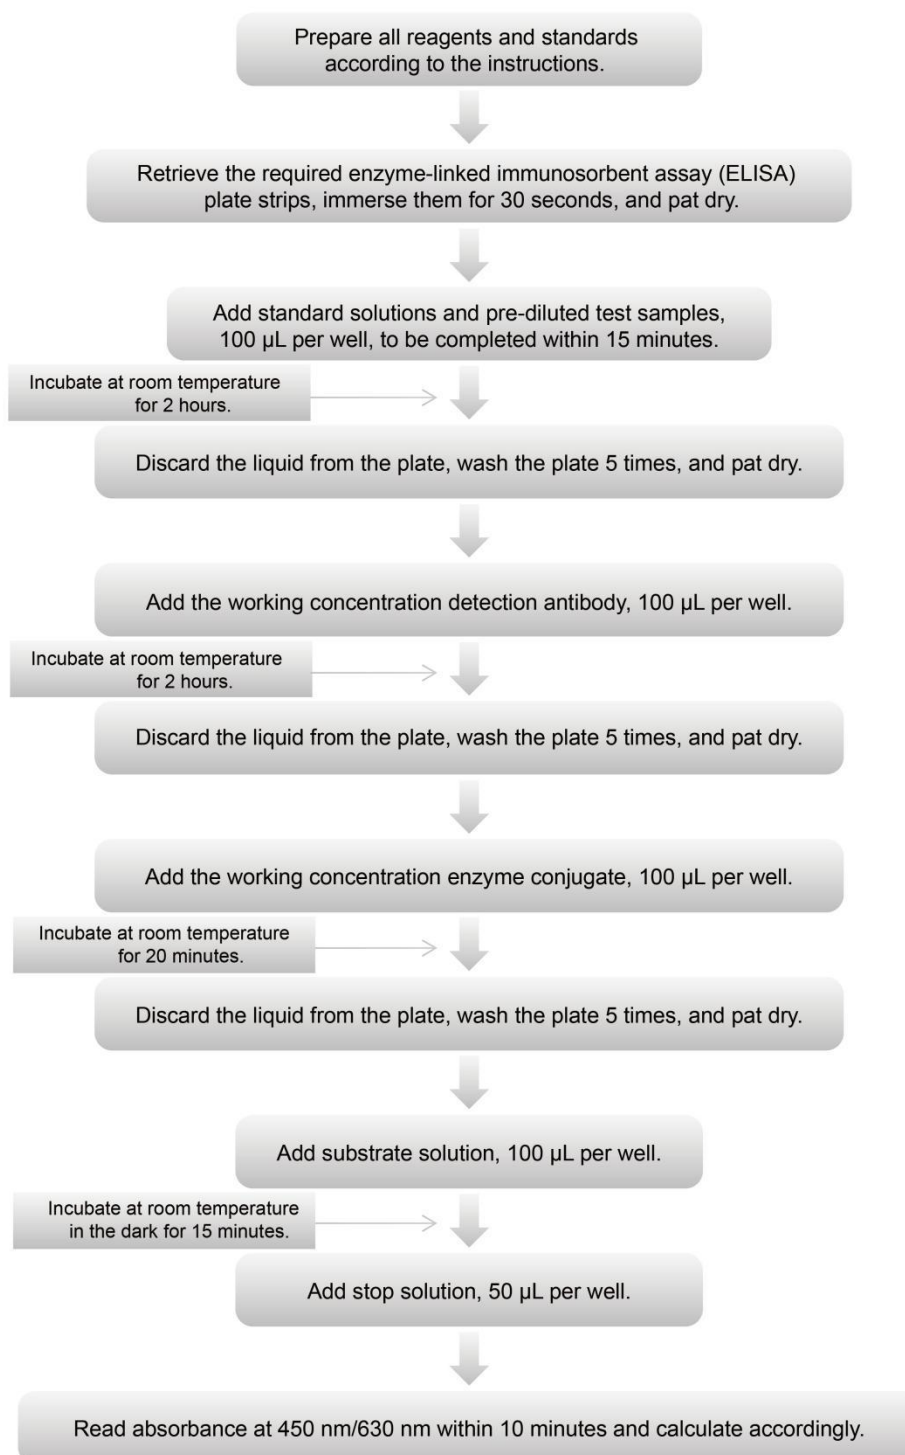 Prepare all reagents and standards
according to the instructions.
Retrieve the required enzyme-linked immunosorbent assay (ELISA)
plate strips, immerse them for 30 seconds, and pat dry.
Add standard solutions and pre-diluted test samples,
100 µL per well, to be completed within 15 minutes.
Incubate at room temperature
for 2 hours.
Discard the liquid from the plate, wash the plate 5 times, and pat dry.
Add the working concentration detection antibody, 100 µL per well.
Incubate at room temperature
for 2 hours.
Discard the liquid from the plate, wash the plate 5 times, and pat dry.
Add the working concentration enzyme conjugate, 100 µL per well.
Incubate at room temperature
for 20 minutes.
Discard the liquid from the plate, wash the plate 5 times, and pat dry.
Add substrate solution, 100 µL per well.
Incubate at room temperature
in the dark for 15 minutes.
Add stop solution, 50 µL per well.
Read absorbance at 450 nm/630 nm within 10 minutes and calculate accordingly.